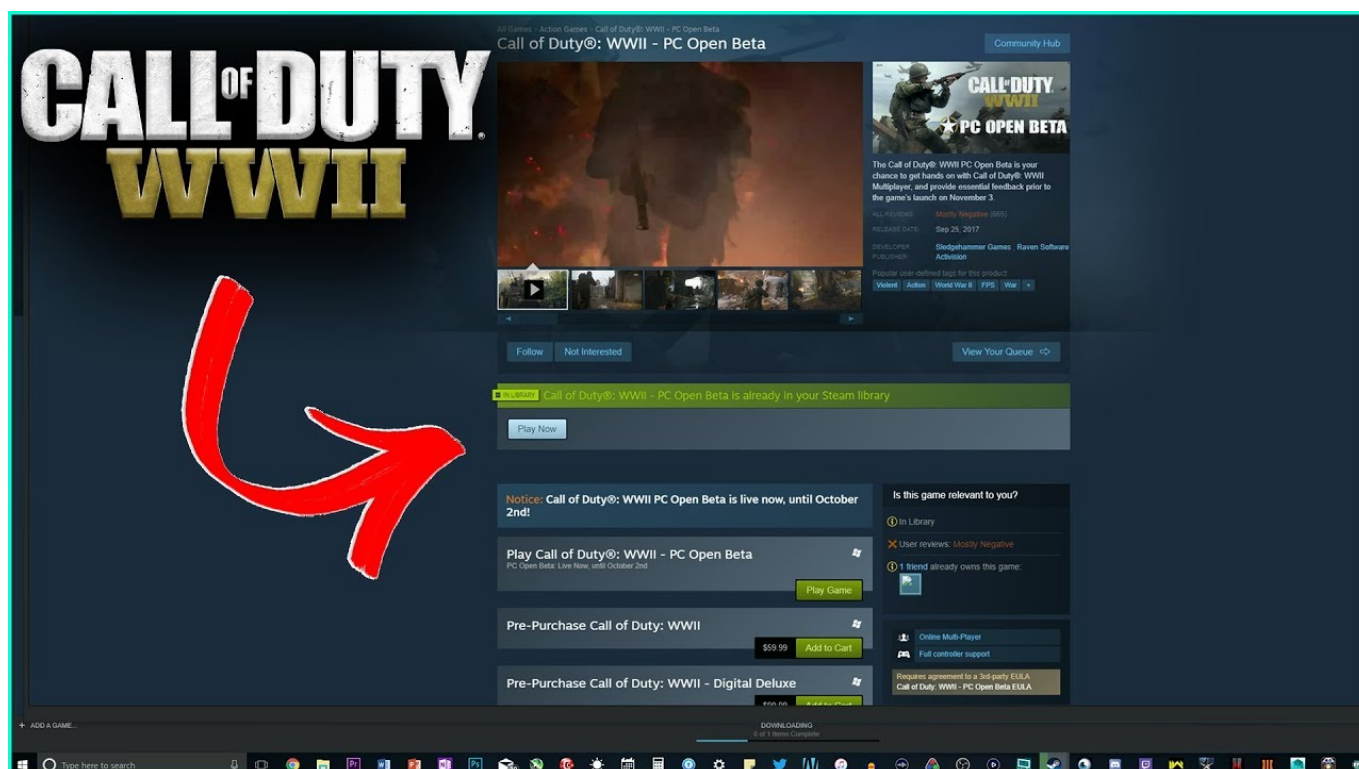 CALL OF DUTY®
WWII
All Games > Action Games > Call of Duty®: WWII - PC Open Beta
Call of Duty®: WWII - PC Open Beta
Community Hub
CALL OF DUTY
WWII
PC OPEN BETA
The Call of Duty®: WWII PC Open Beta is your
chance to get hands on with Call of Duty®: WWII
Multiplayer, and provide essential feedback prior to
the game's launch on November 3.
ALL REVIEWS: Mostly Negative (665)
RELEASE DATE: Sep 25, 2017
DEVELOPER: Sledgehammer Games Raven Software
PUBLISHER: Activision
Popular user-defined tags for this product:
Violent Action World War II FPS War +
Follow Not Interested
View Your Queue
IN LIBRARY Call of Duty®: WWII - PC Open Beta is already in your Steam library
Play Now
Notice: Call of Duty®: WWII PC Open Beta is live now, until October
2nd!
Play Call of Duty®: WWII - PC Open Beta
PC Open Beta: Live Now, until October 2nd
Play Game
Pre-Purchase Call of Duty: WWII
$59.99 Add to Cart
Pre-Purchase Call of Duty: WWII - Digital Deluxe
$99.99 Add to Cart
Is this game relevant to you?
In Library
User reviews: Mostly Negative
1 friend already owns this game:
Online Multi-Player
Full controller support
Requires agreement to a 3rd-party EULA
Call of Duty: WWII - PC Open Beta EULA
+ ADD A GAME...
DOWNLOADING
0 of 1 Items Complete
Type here to search